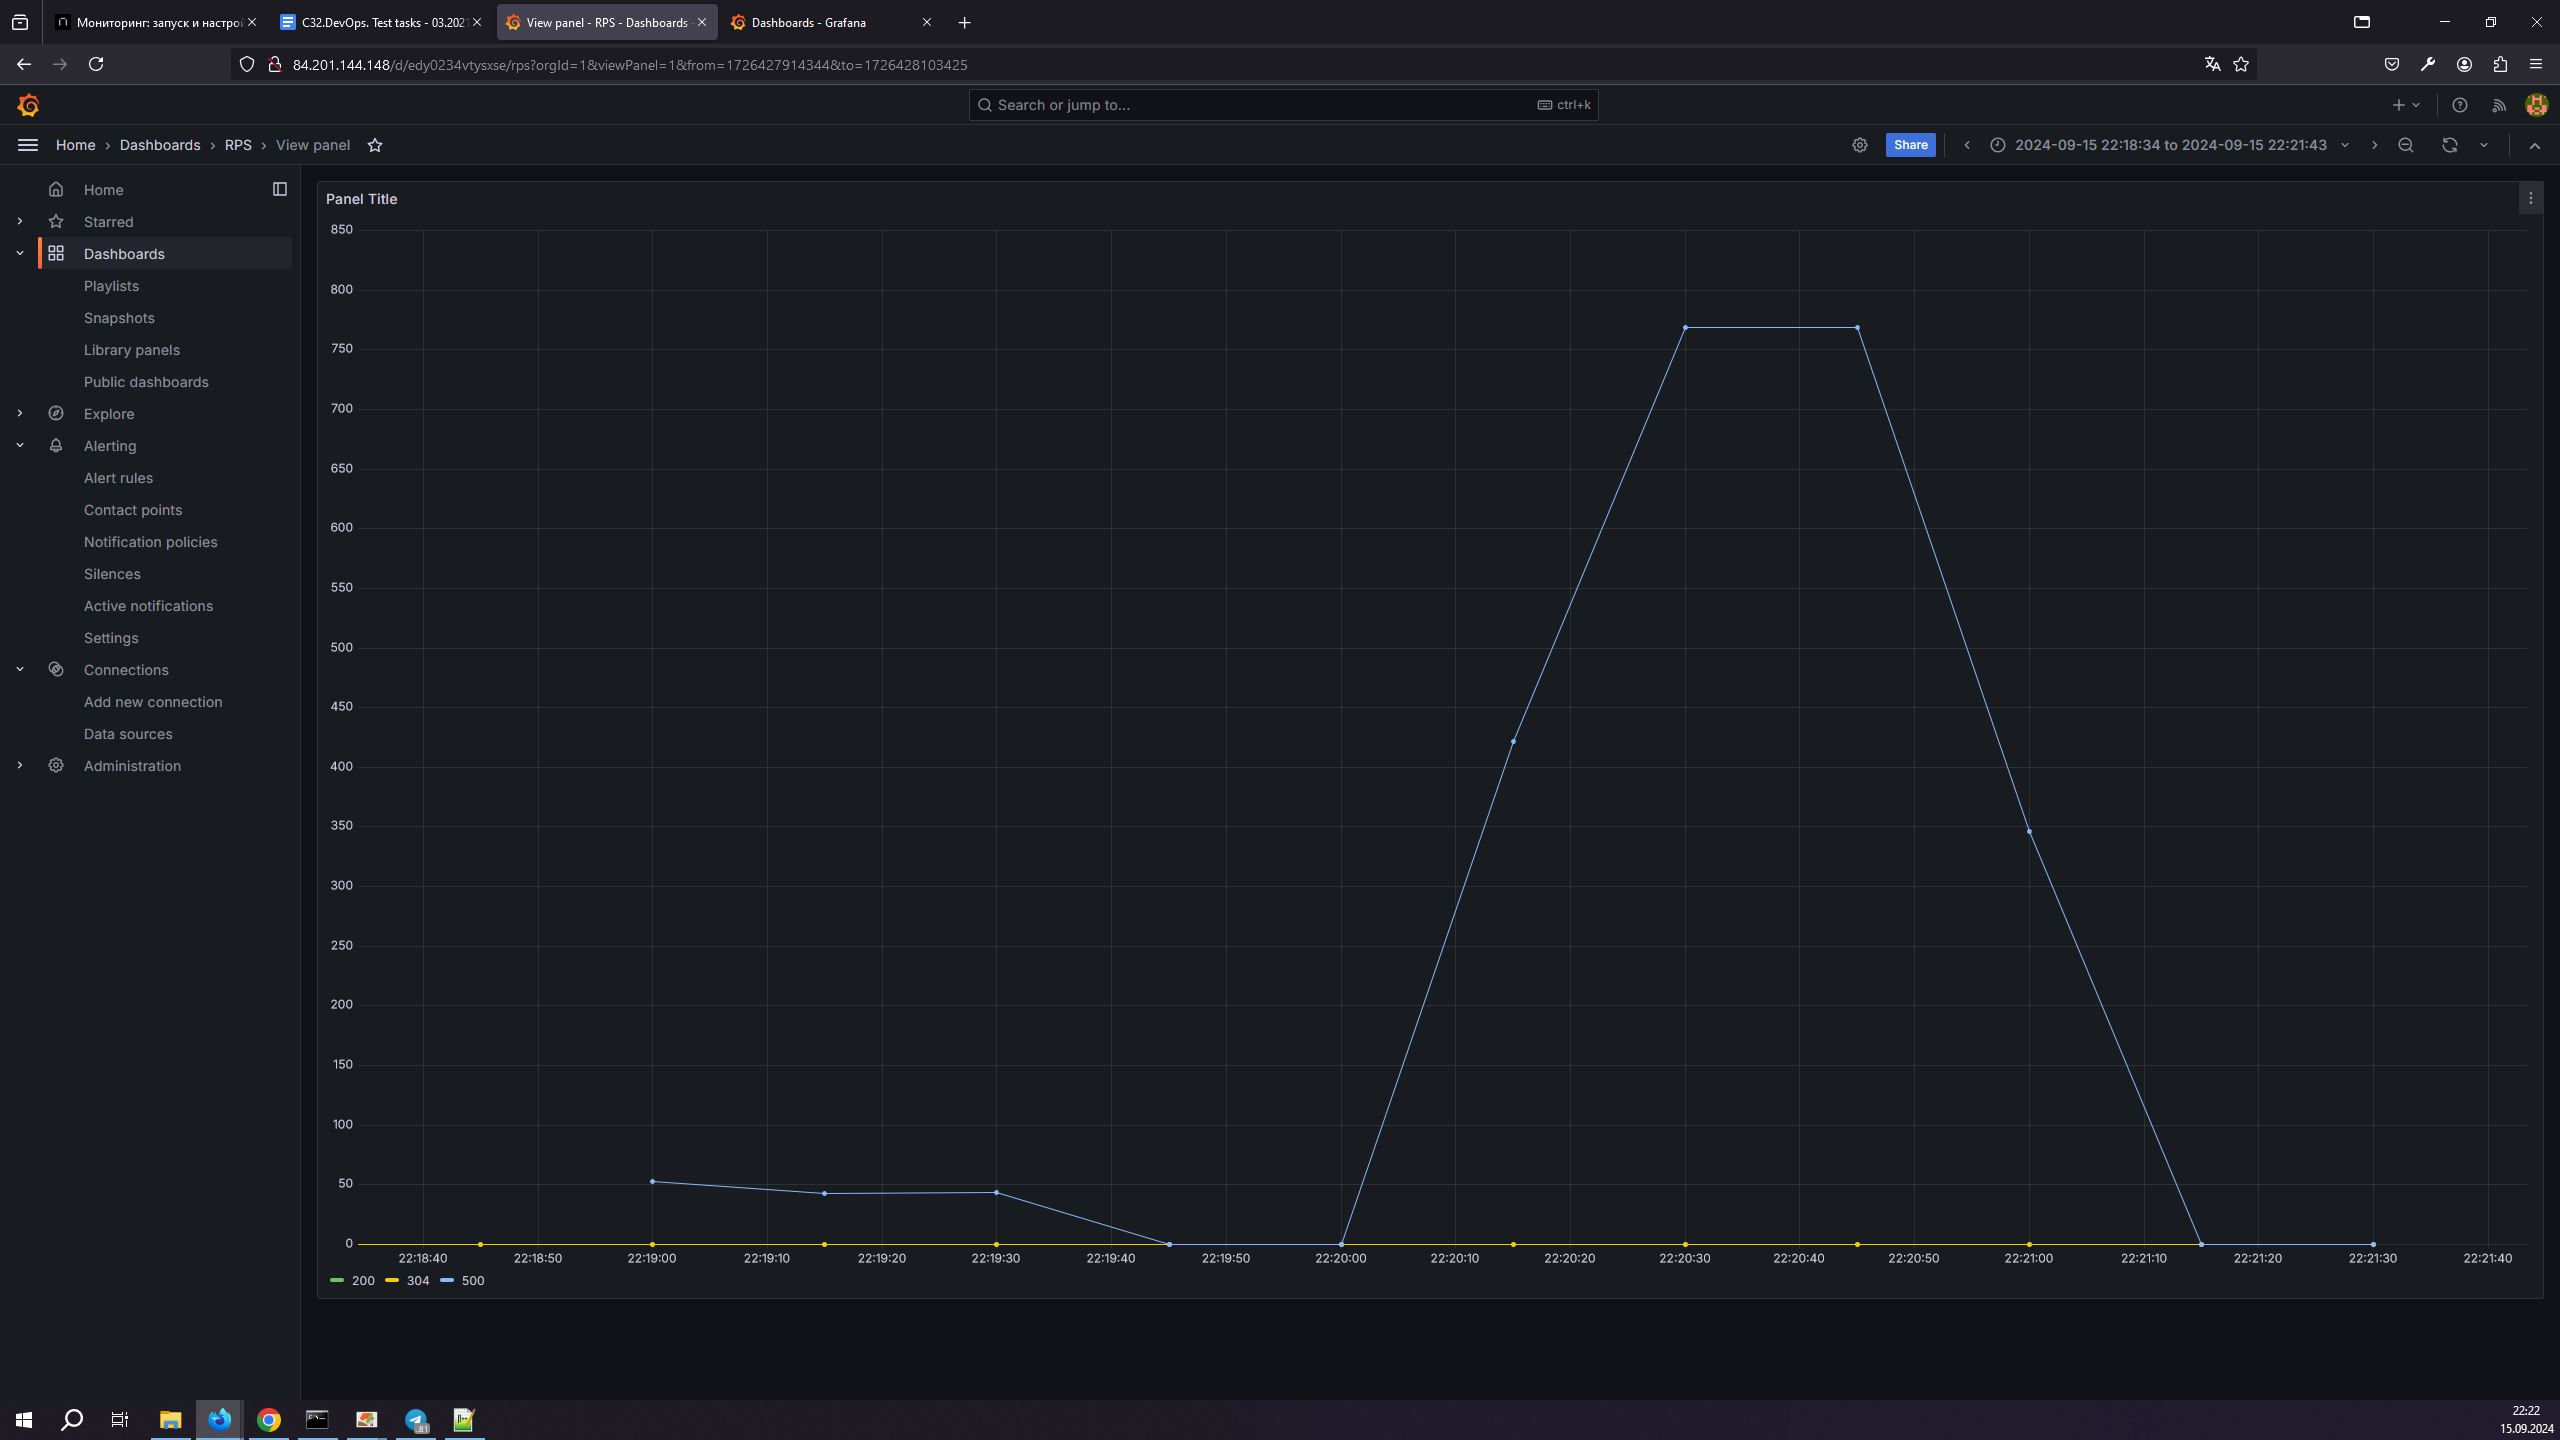 Мониторинг: запуск и настрой
C32.DevOps. Test tasks - 03.202
View panel - RPS - Dashboards -
Dashboards - Grafana
84.201.144.148/d/edy0234vtysxse/rps?orgId=1&viewPanel=1&from=1726427914344&to=1726428103425
Search or jump to...
ctrl+k
Home › Dashboards › RPS › View panel
Share
2024-09-15 22:18:34 to 2024-09-15 22:21:43
Home
Starred
Dashboards
Playlists
Snapshots
Library panels
Public dashboards
Explore
Alerting
Alert rules
Contact points
Notification policies
Silences
Active notifications
Settings
Connections
Add new connection
Data sources
Administration
Panel Title
850
800
750
700
650
600
550
500
450
400
350
300
250
200
150
100
50
0
22:18:40 22:18:50 22:19:00 22:19:10 22:19:20 22:19:30 22:19:40 22:19:50 22:20:00 22:20:10 22:20:20 22:20:30 22:20:40 22:20:50 22:21:00 22:21:10 22:21:20 22:21:30 22:21:40
200 304 500
81
22:22
15.09.2024